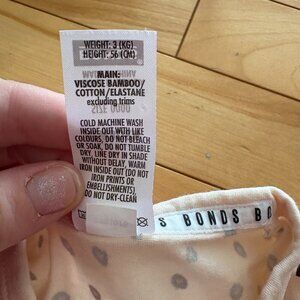 WEIGHT: 3 (KG)
HEIGHT: 56 (CM)
MAIN:
VISCOSE BAMBOO/
COTTON/ELASTANE
excluding trims
SIZE 0000
COLD MACHINE WASH
INSIDE OUT WITH LIKE
COLOURS, DO NOT BLEACH
OR SOAK, DO NOT TUMBLE
DRY, LINE DRY IN SHADE
WITHOUT DELAY, WARM
IRON INSIDE OUT (DO NOT
IRON PRINTS OR
EMBELLISHMENTS)
DO NOT DRY-CLEAN
S BONDS BO